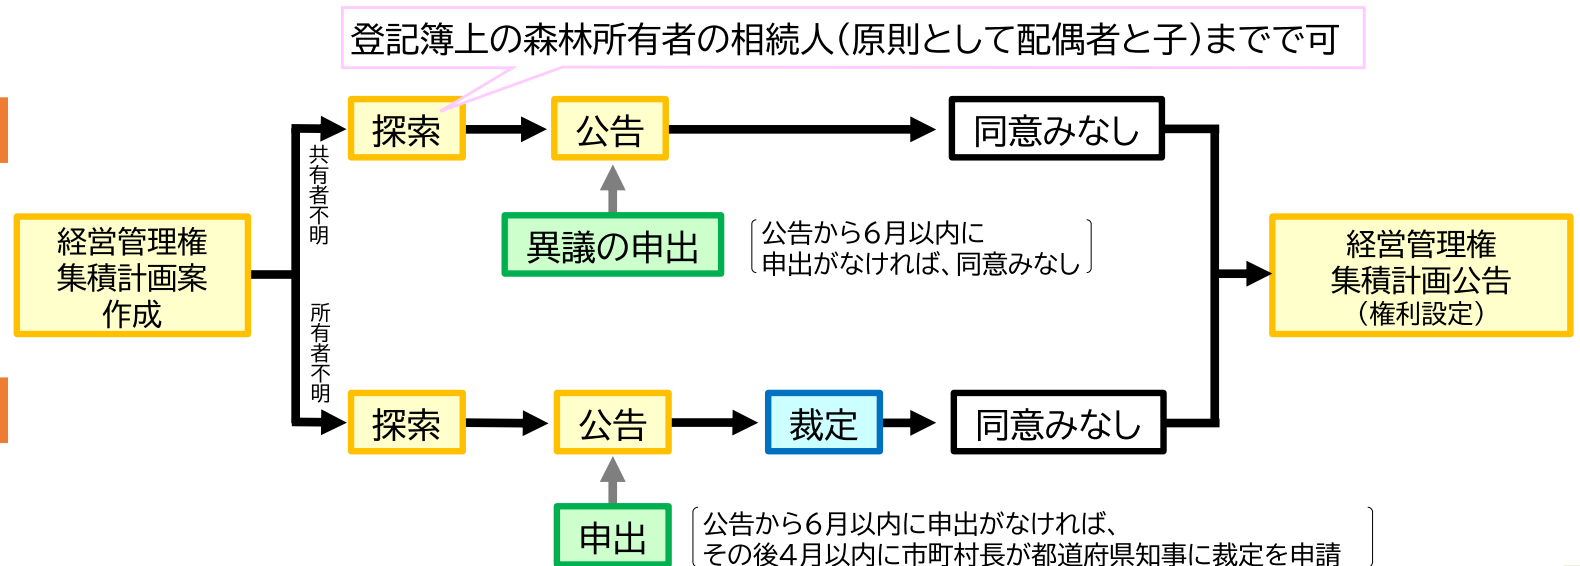 登記簿上の森林所有者の相続人（原則として配偶者と子）までで可
探索
公告
同意みなし
共有者不明
異議の申出
公告から６月以内に
申出がなければ、同意みなし
経営管理権
集積計画案
作成
経営管理権
集積計画公告
（権利設定）
所有者不明
探索
公告
裁定
同意みなし
申出
公告から６月以内に申出がなければ、
その後４月以内に市町村長が都道府県知事に裁定を申請